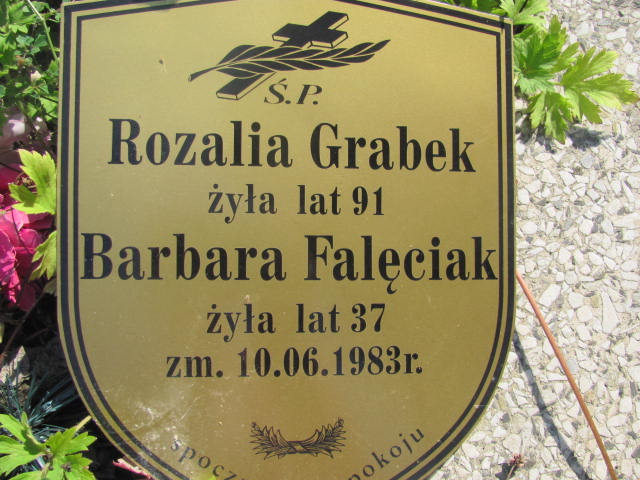 Ś.P.
Rozalia Grabek
żyła lat 91
Barbara Falęciak
żyła lat 37
zm. 10.06.1983r.